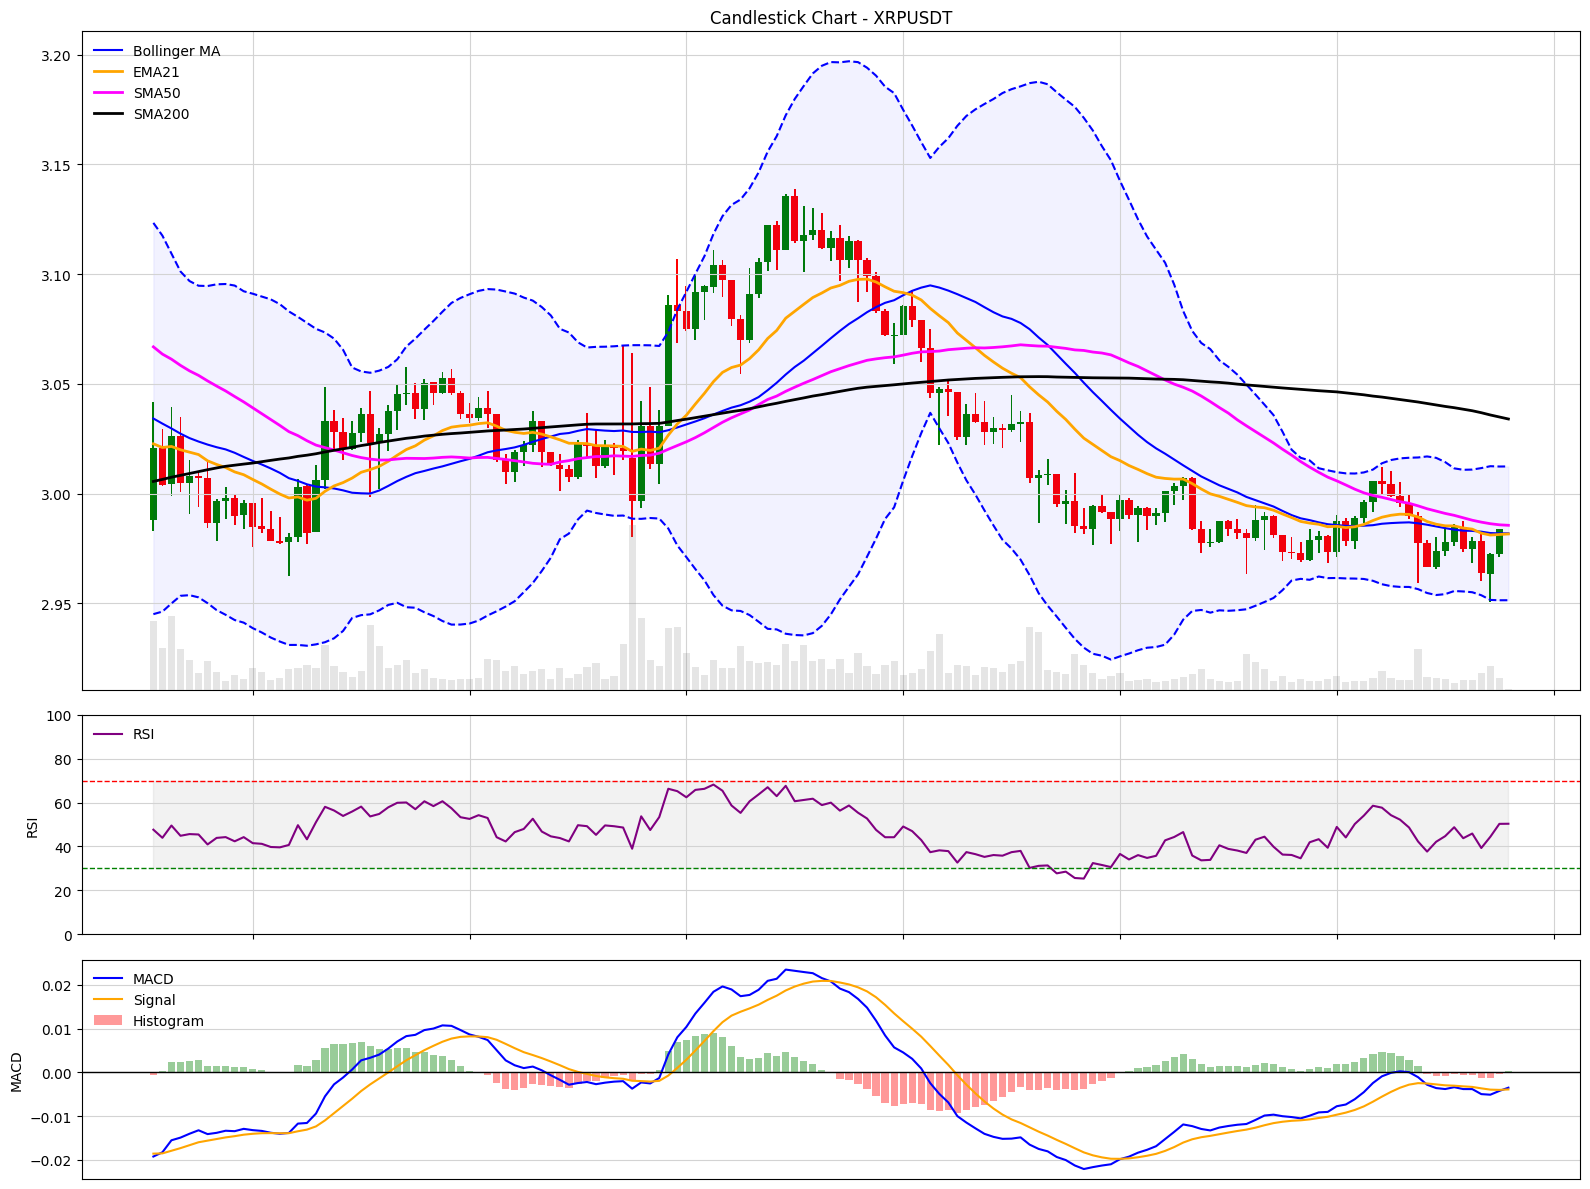 Candlestick Chart - XRPUSDT
Bollinger MA
EMA21
SMA50
SMA200
3.20
3.15
3.10
3.05
3.00
2.95
RSI
100
80
60
40
20
0
RSI
MACD
Signal
Histogram
0.02
0.01
0.00
−0.01
−0.02
MACD